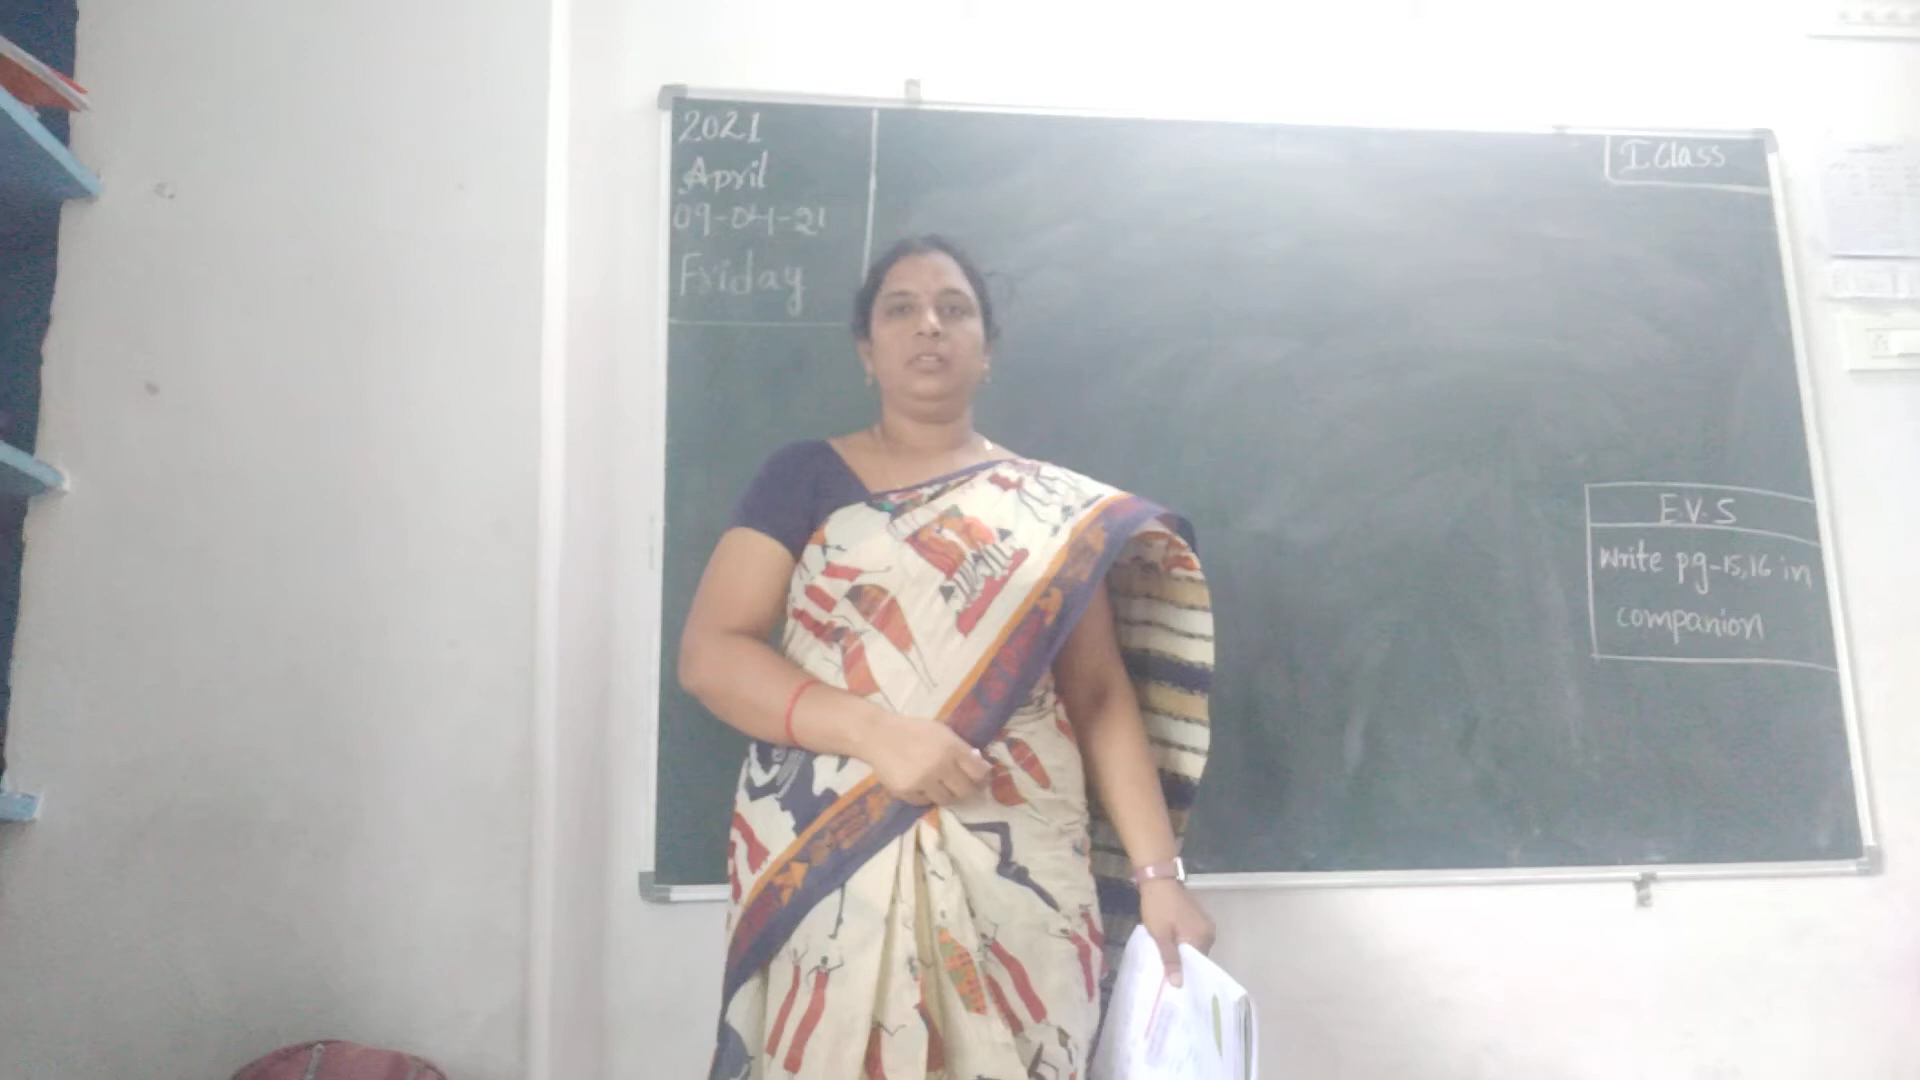 2021
April
09-04-21
Friday
I Class
E.V.S
Write pg-15,16 in
companion